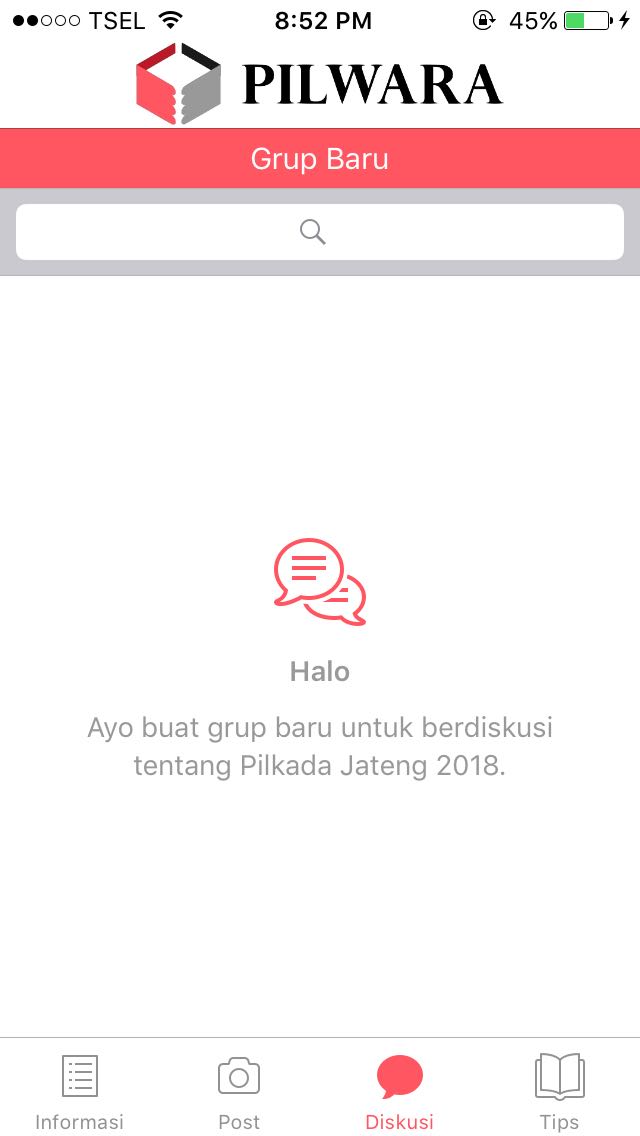 TSEL 8:52 PM 45%
PILWARA
Grup Baru
Halo
Ayo buat grup baru untuk berdiskusi
tentang Pilkada Jateng 2018.
Informasi Post Diskusi Tips